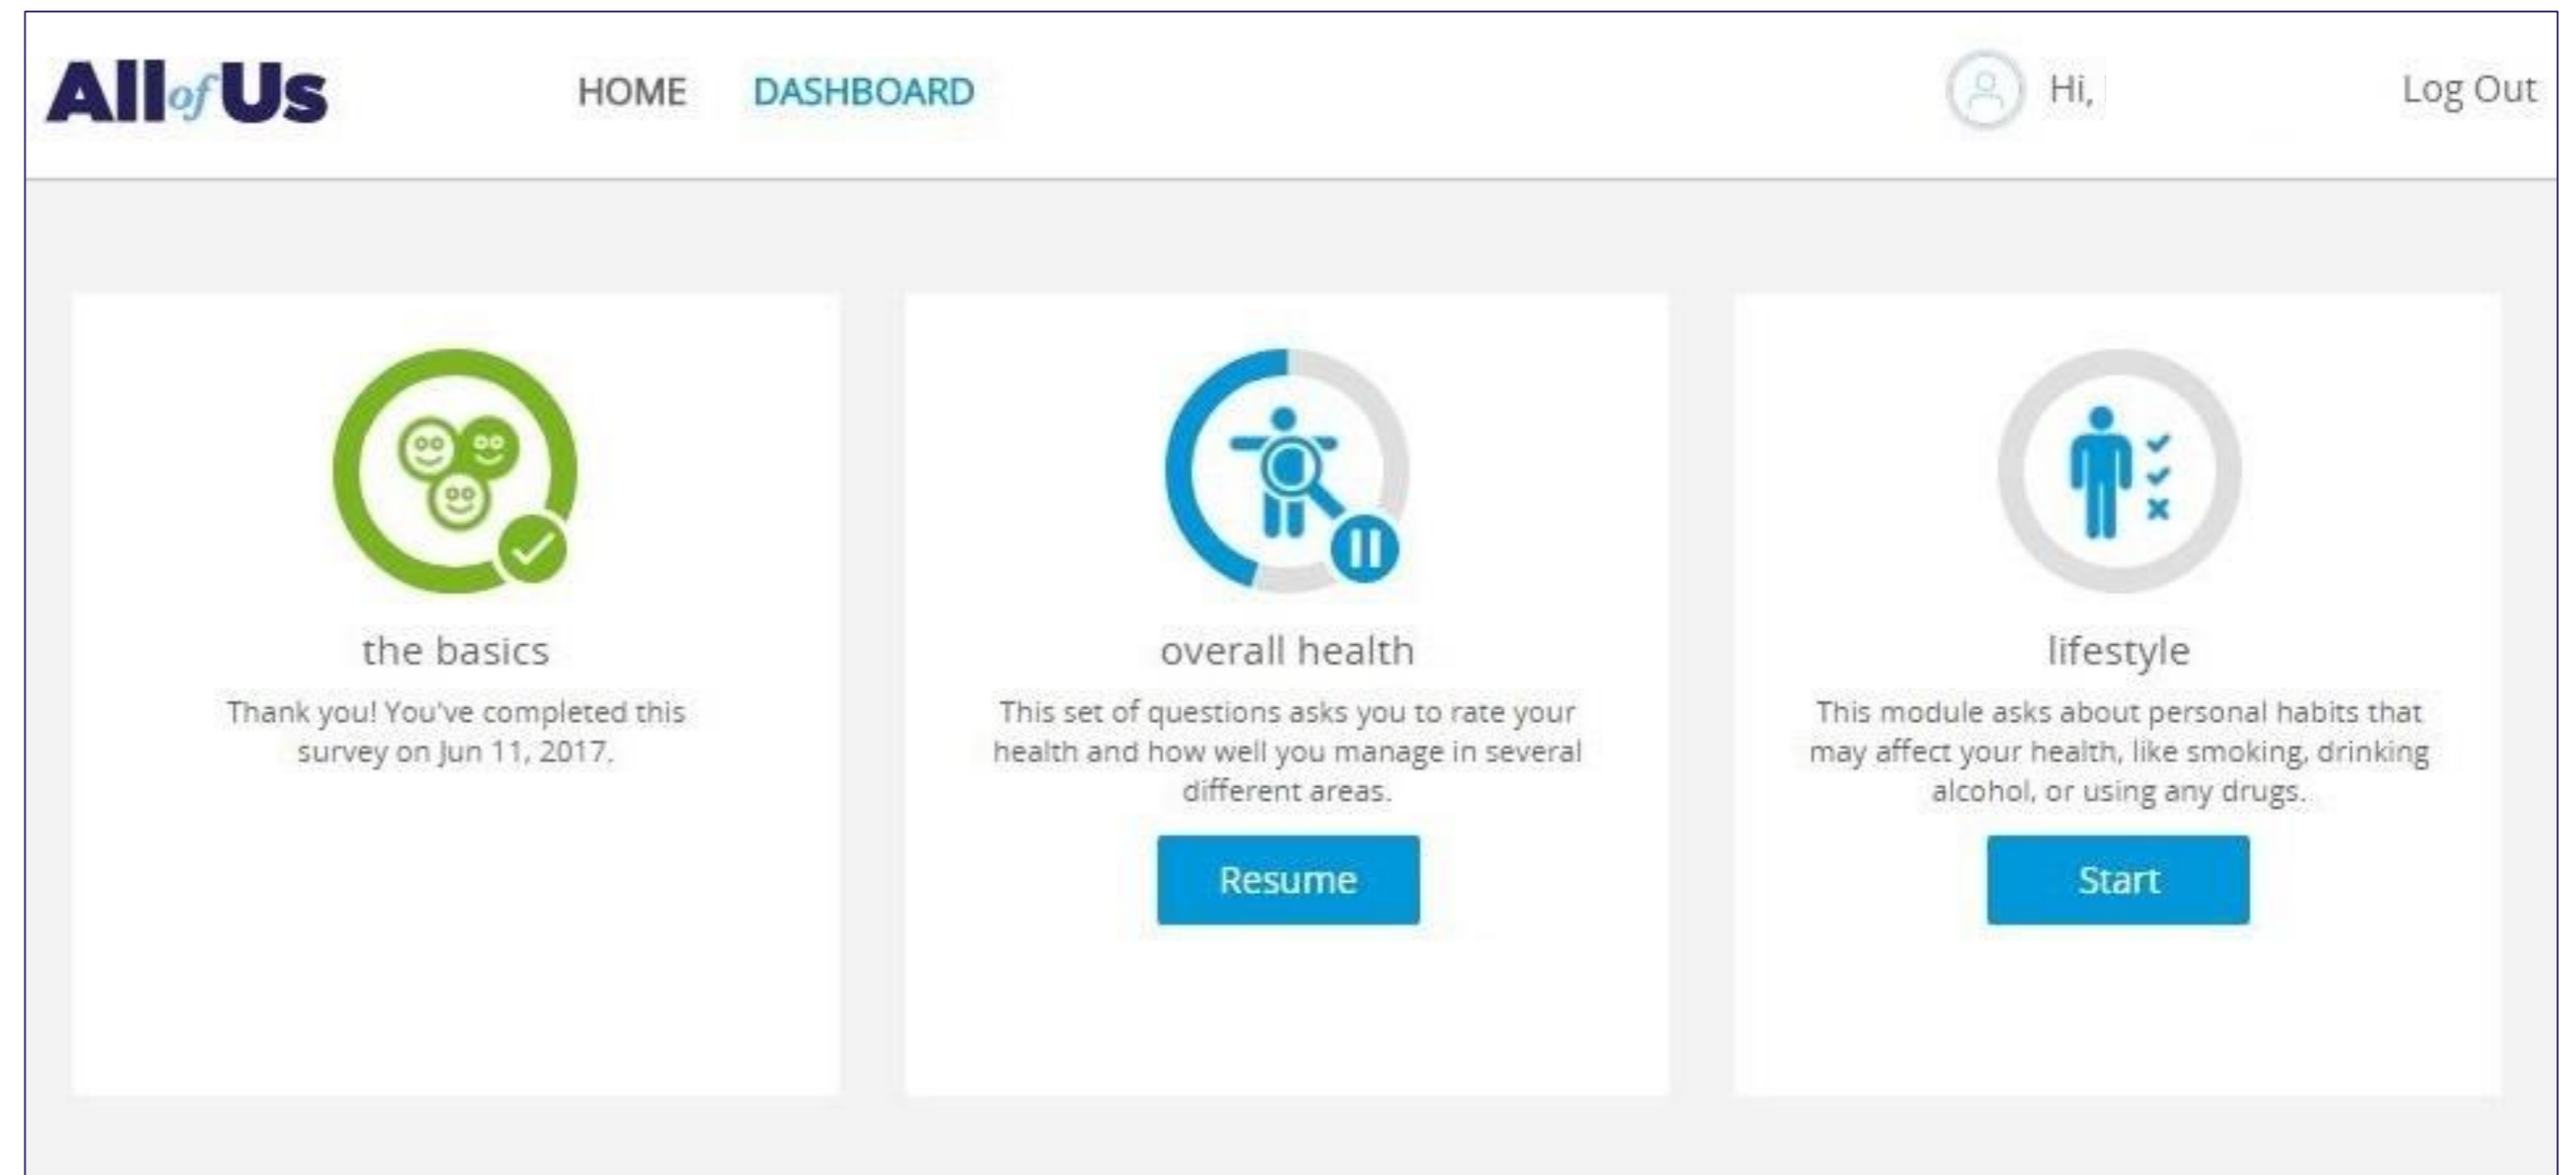 All of Us
HOME DASHBOARD
Hi,
Log Out
the basics
Thank you! You've completed this
survey on Jun 11, 2017.
overall health
This set of questions asks you to rate your
health and how well you manage in several
different areas.
Resume
lifestyle
This module asks about personal habits that
may affect your health, like smoking, drinking
alcohol, or using any drugs.
Start